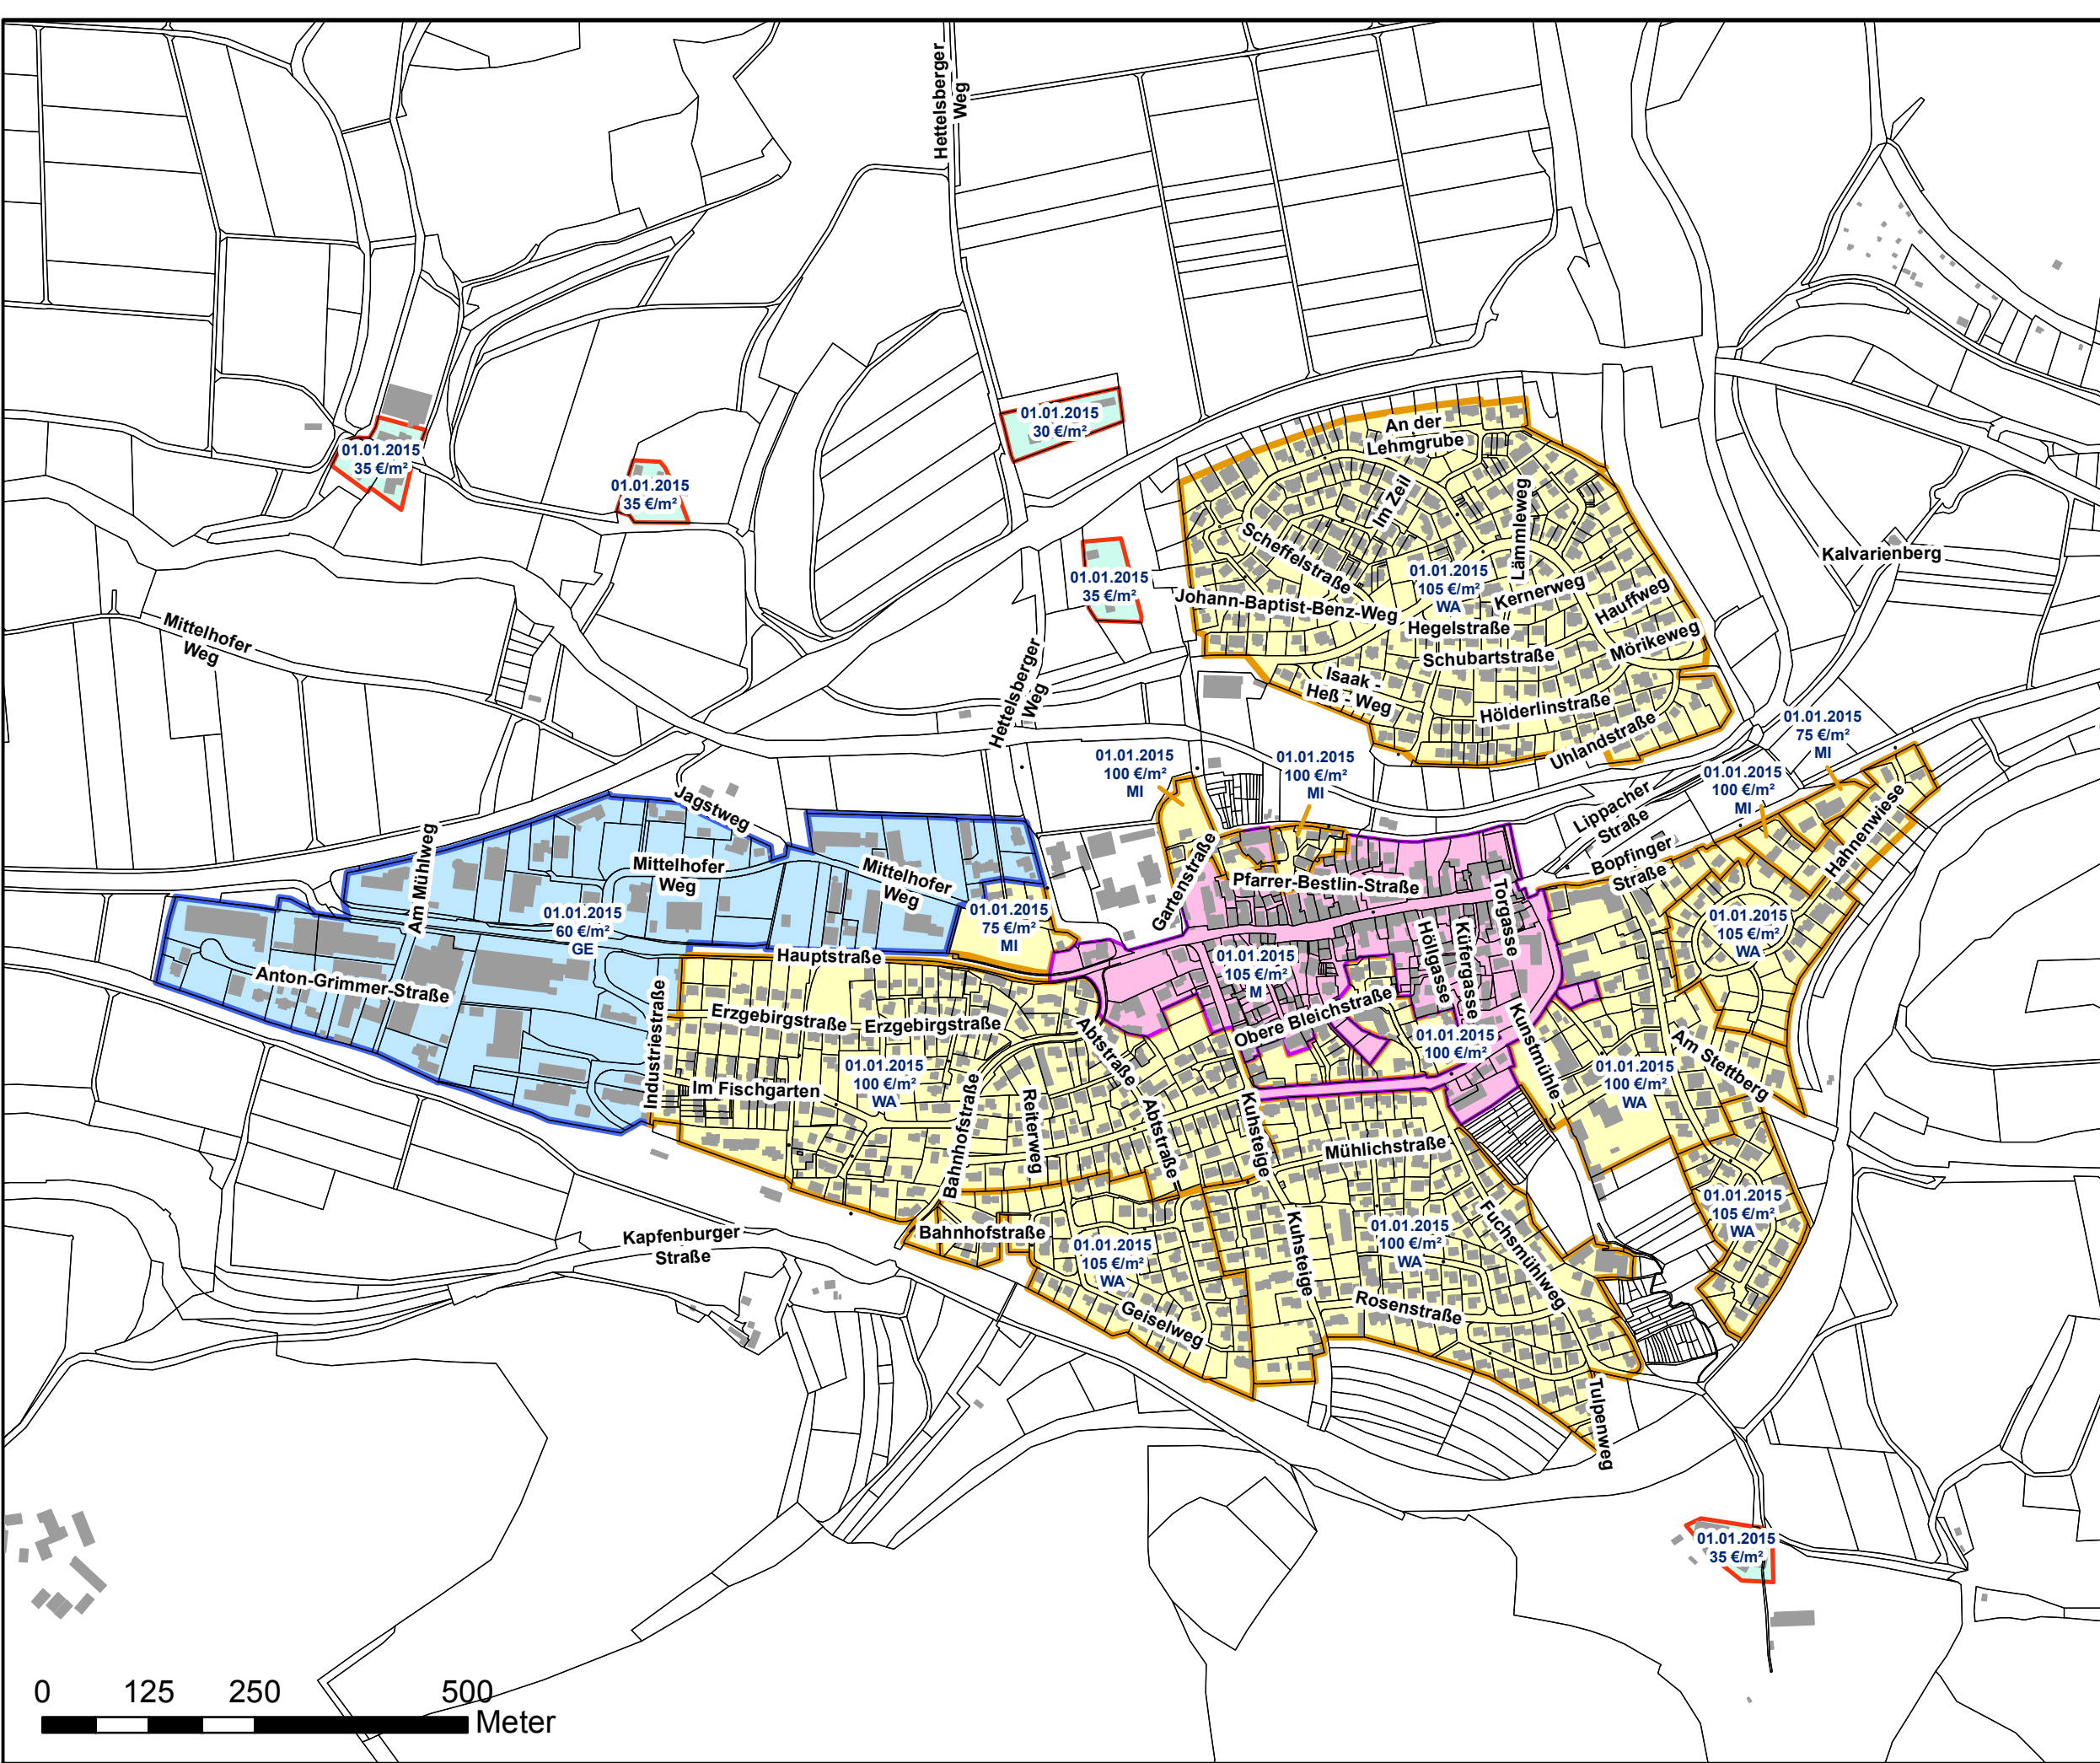 Hettelsberger
Weg
01.01.2015
35 €/m²
01.01.2015
35 €/m²
01.01.2015
30 €/m²
01.01.2015
35 €/m²
An der
Lehmgrube
Im Zeil
Lämmleweg
Scheffelstraße
01.01.2015
105 €/m²
WA
Kernerweg
Hauffweg
Johann-Baptist-Benz-Weg
Hegelstraße
Mörikeweg
Schubartstraße
Isaak -
Heß - Weg
Hölderlinstraße
Uhlandstraße
Kalvarienberg
Mittelhofer
Weg
Hettelsberger
Weg
01.01.2015
100 €/m²
MI
01.01.2015
100 €/m²
MI
01.01.2015
75 €/m²
MI
01.01.2015
100 €/m²
MI
Jagstweg
Lippacher
Straße
Bopfinger
Straße
Hahnenwiese
Am Mühlweg
Mittelhofer
Weg
Mittelhofer
Weg
Gartenstraße
Pfarrer-Bestlin-Straße
Torgasse
01.01.2015
60 €/m²
GE
01.01.2015
75 €/m²
MI
01.01.2015
105 €/m²
WA
Hauptstraße
Anton-Grimmer-Straße
01.01.2015
105 €/m²
M
Höllgasse
Küfergasse
Industriestraße
Erzgebirgstraße
Erzgebirgstraße
Abtstraße
Obere Bleichstraße
Kunstmühle
01.01.2015
100 €/m²
Am Stettberg
01.01.2015
100 €/m²
WA
01.01.2015
100 €/m²
WA
Im Fischgarten
Bahnhofstraße
Reiterweg
Abtstraße
Kuhsteige
Mühlichstraße
Bahnhofstraße
01.01.2015
105 €/m²
WA
Kuhsteige
01.01.2015
100 €/m²
WA
Fuchsmühlweg
01.01.2015
105 €/m²
WA
Kapfenburger
Straße
Geiselweg
Rosenstraße
Tulpenweg
01.01.2015
35 €/m²
0 125 250 500
Meter